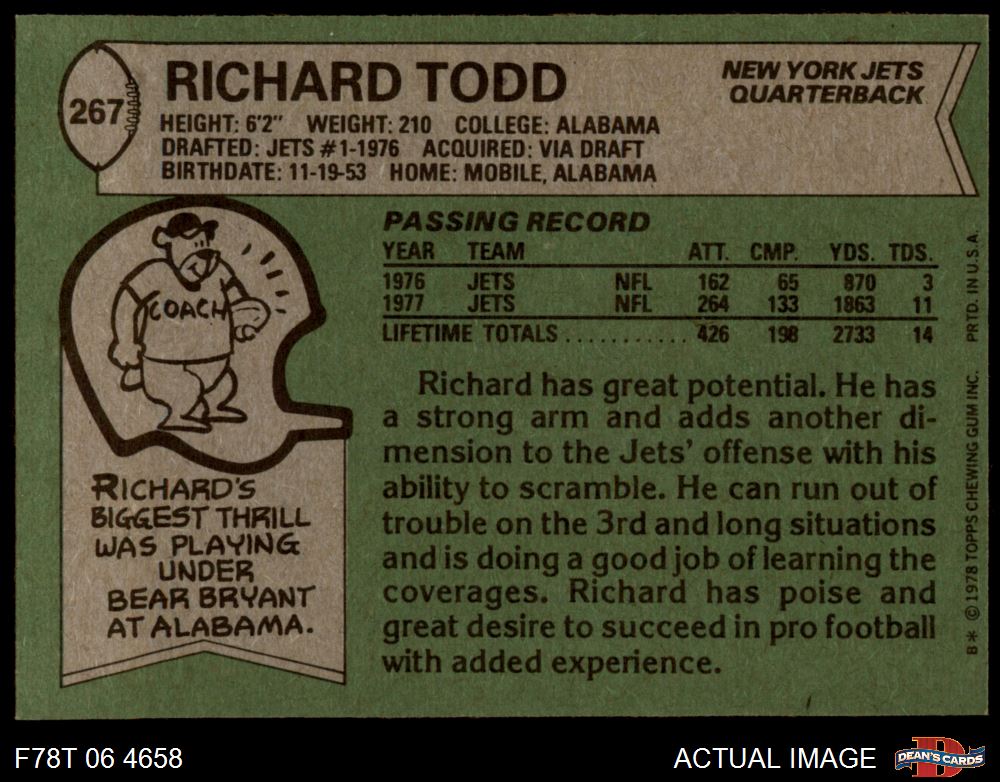 267
RICHARD TODD
NEW YORK JETS
QUARTERBACK
HEIGHT: 6'2" WEIGHT: 210 COLLEGE: ALABAMA
DRAFTED: JETS #1-1976 ACQUIRED: VIA DRAFT
BIRTHDATE: 11-19-53 HOME: MOBILE, ALABAMA
COACH
RICHARD'S
BIGGEST THRILL
WAS PLAYING
UNDER
BEAR BRYANT
AT ALABAMA.
PASSING RECORD
YEAR TEAM ATT. CMP. YDS. TDS.
1976 JETS NFL 162 65 870 3
1977 JETS NFL 264 133 1863 11
LIFETIME TOTALS ........... 426 198 2733 14
Richard has great potential. He has
a strong arm and adds another di-
mension to the Jets' offense with his
ability to scramble. He can run out of
trouble on the 3rd and long situations
and is doing a good job of learning the
coverages. Richard has poise and
great desire to succeed in pro football
with added experience.
B* © 1978 TOPPS CHEWING GUM INC. PRTD. IN U.S.A.
F78T 06 4658
ACTUAL IMAGE
D
DEAN'S CARDS